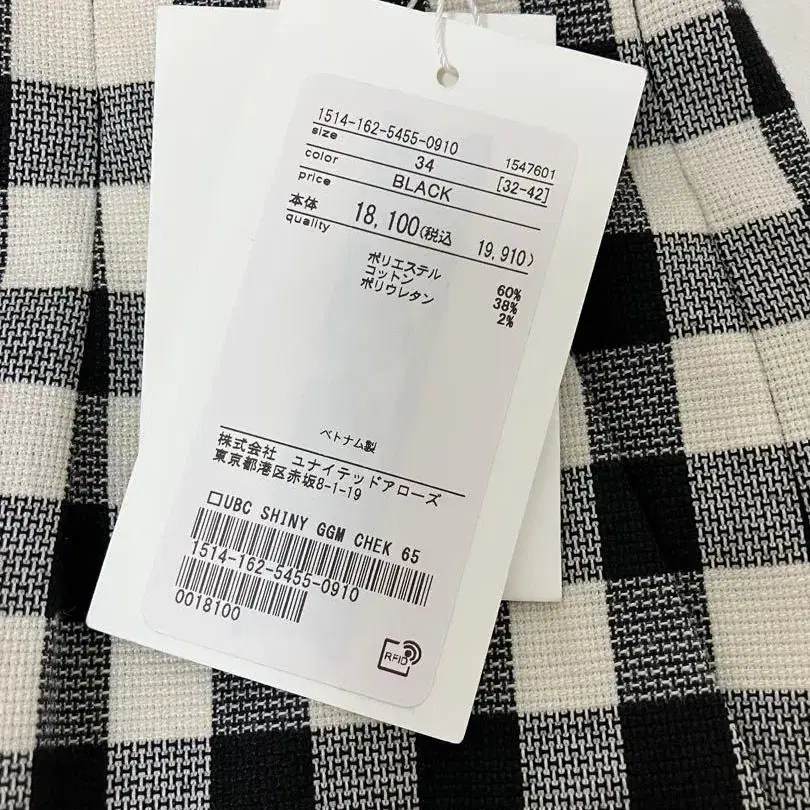 1514-162-5455-0910 1547601
size 34 [32-42]
color BLACK
price
本体 18,100(税込 19,910)
quality
ポリエステル 60%
コットン 38%
ポリウレタン 2%
ベトナム製
株式会社 ユナイテッドアローズ
東京都港区赤坂8-1-19
□UBC SHINY GGM CHEK 65
1514-162-5455-0910
0018100
RFID